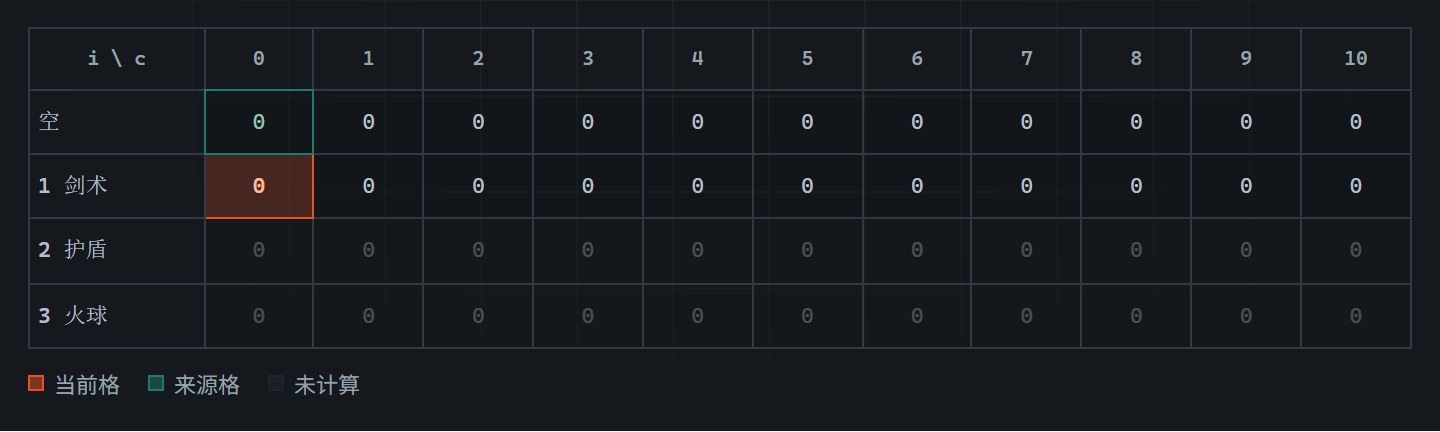 i \ c 0 1 2 3 4 5 6 7 8 9 10
空 0 0 0 0 0 0 0 0 0 0 0
1 剑术 0 0 0 0 0 0 0 0 0 0 0
2 护盾 0 0 0 0 0 0 0 0 0 0 0
3 火球 0 0 0 0 0 0 0 0 0 0 0
当前格 来源格 未计算